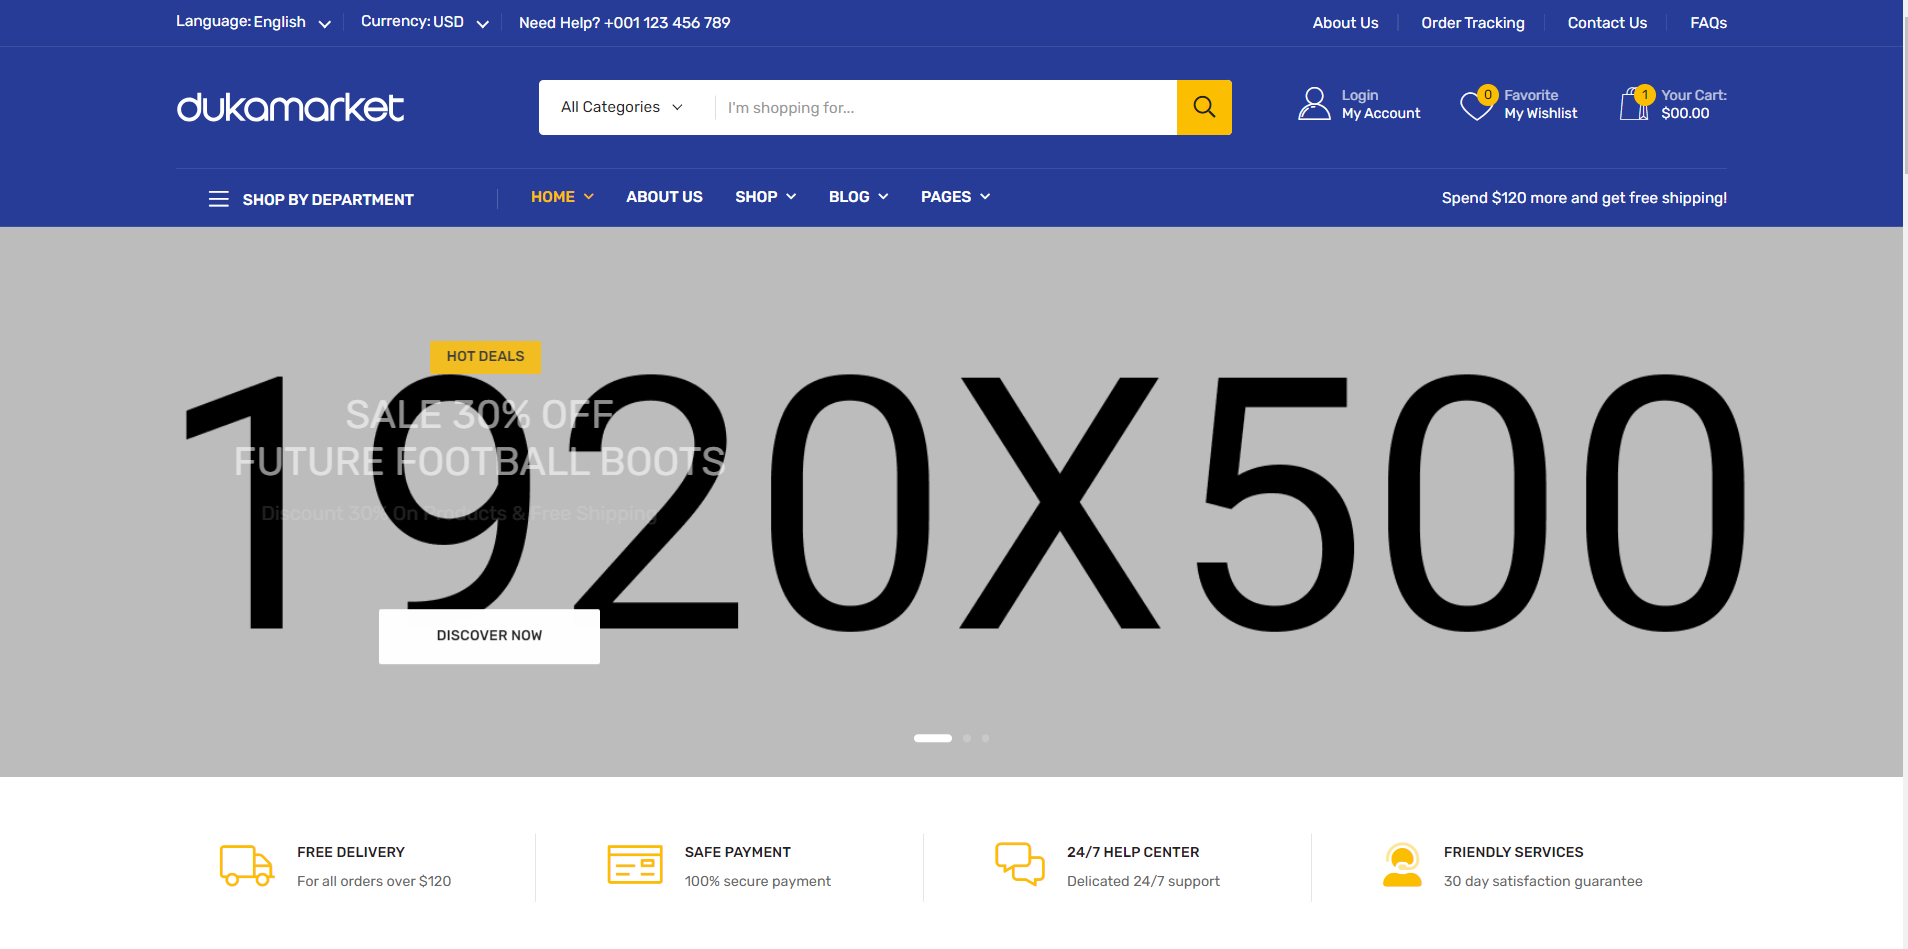 Language: English
Currency: USD
Need Help? +001 123 456 789
About Us
Order Tracking
Contact Us
FAQs
dukamarket
All Categories
I'm shopping for...
Login
My Account
0
Favorite
My Wishlist
1
Your Cart:
$00.00
SHOP BY DEPARTMENT
HOME
ABOUT US
SHOP
BLOG
PAGES
Spend $120 more and get free shipping!
1920X500
HOT DEALS
SALE 30% OFF
FUTURE FOOTBALL BOOTS
Discount 30% On Products & Free Shipping
DISCOVER NOW
FREE DELIVERY
For all orders over $120
SAFE PAYMENT
100% secure payment
24/7 HELP CENTER
Delicated 24/7 support
FRIENDLY SERVICES
30 day satisfaction guarantee